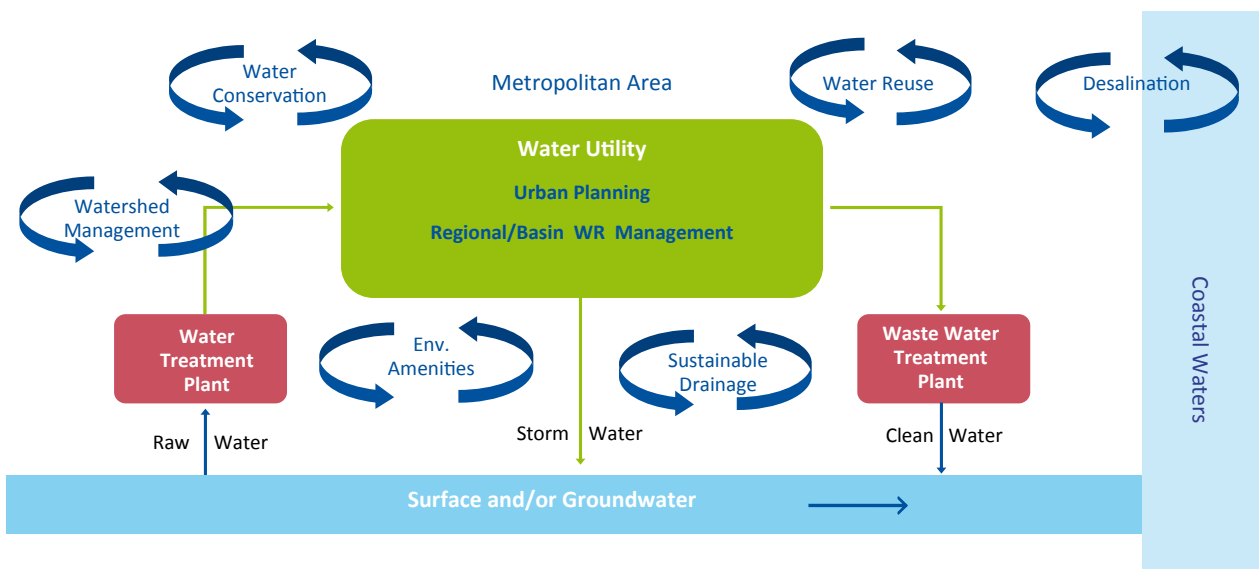 Water
Conservation
Metropolitan Area
Water Reuse
Desalination
Water Utility
Urban Planning
Regional/Basin WR Management
Watershed
Management
Coastal Waters
Water
Treatment
Plant
Env.
Amenities
Sustainable
Drainage
Waste Water
Treatment
Plant
Raw Water
Storm Water
Clean Water
Surface and/or Groundwater